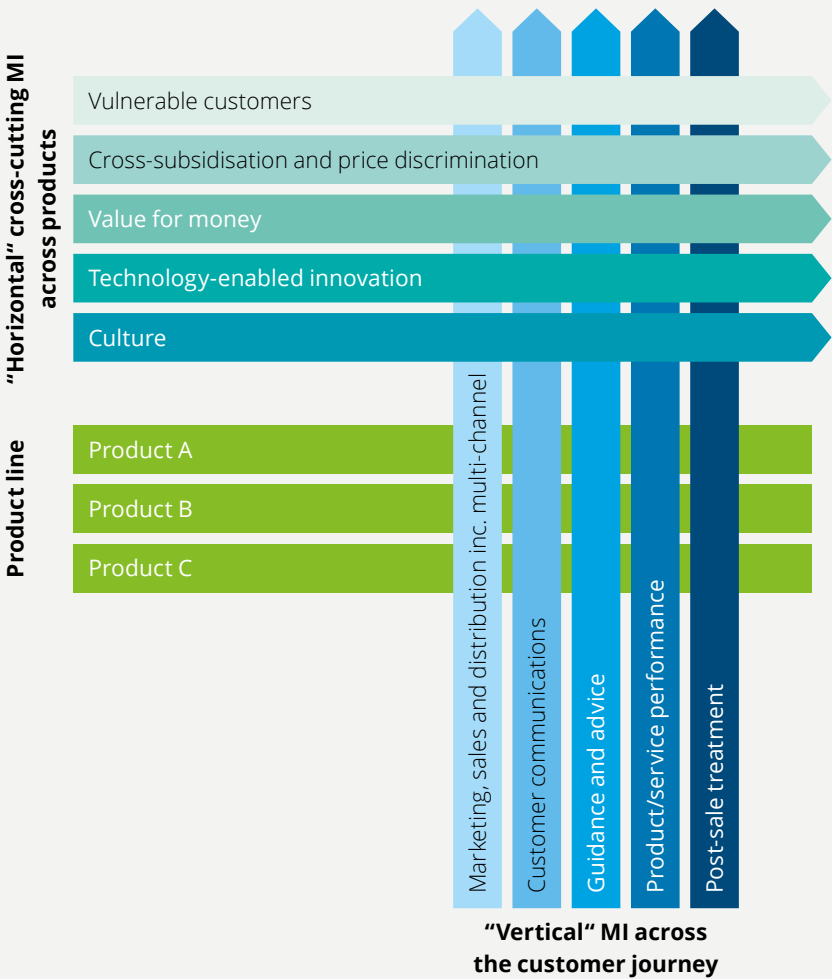 “Horizontal“ cross-cutting MI
across products
Vulnerable customers
Cross-subsidisation and price discrimination
Value for money
Technology-enabled innovation
Culture
Product line
Product A
Product B
Product C
Marketing, sales and distribution inc. multi-channel
Customer communications
Guidance and advice
Product/service performance
Post-sale treatment
“Vertical“ MI across
the customer journey